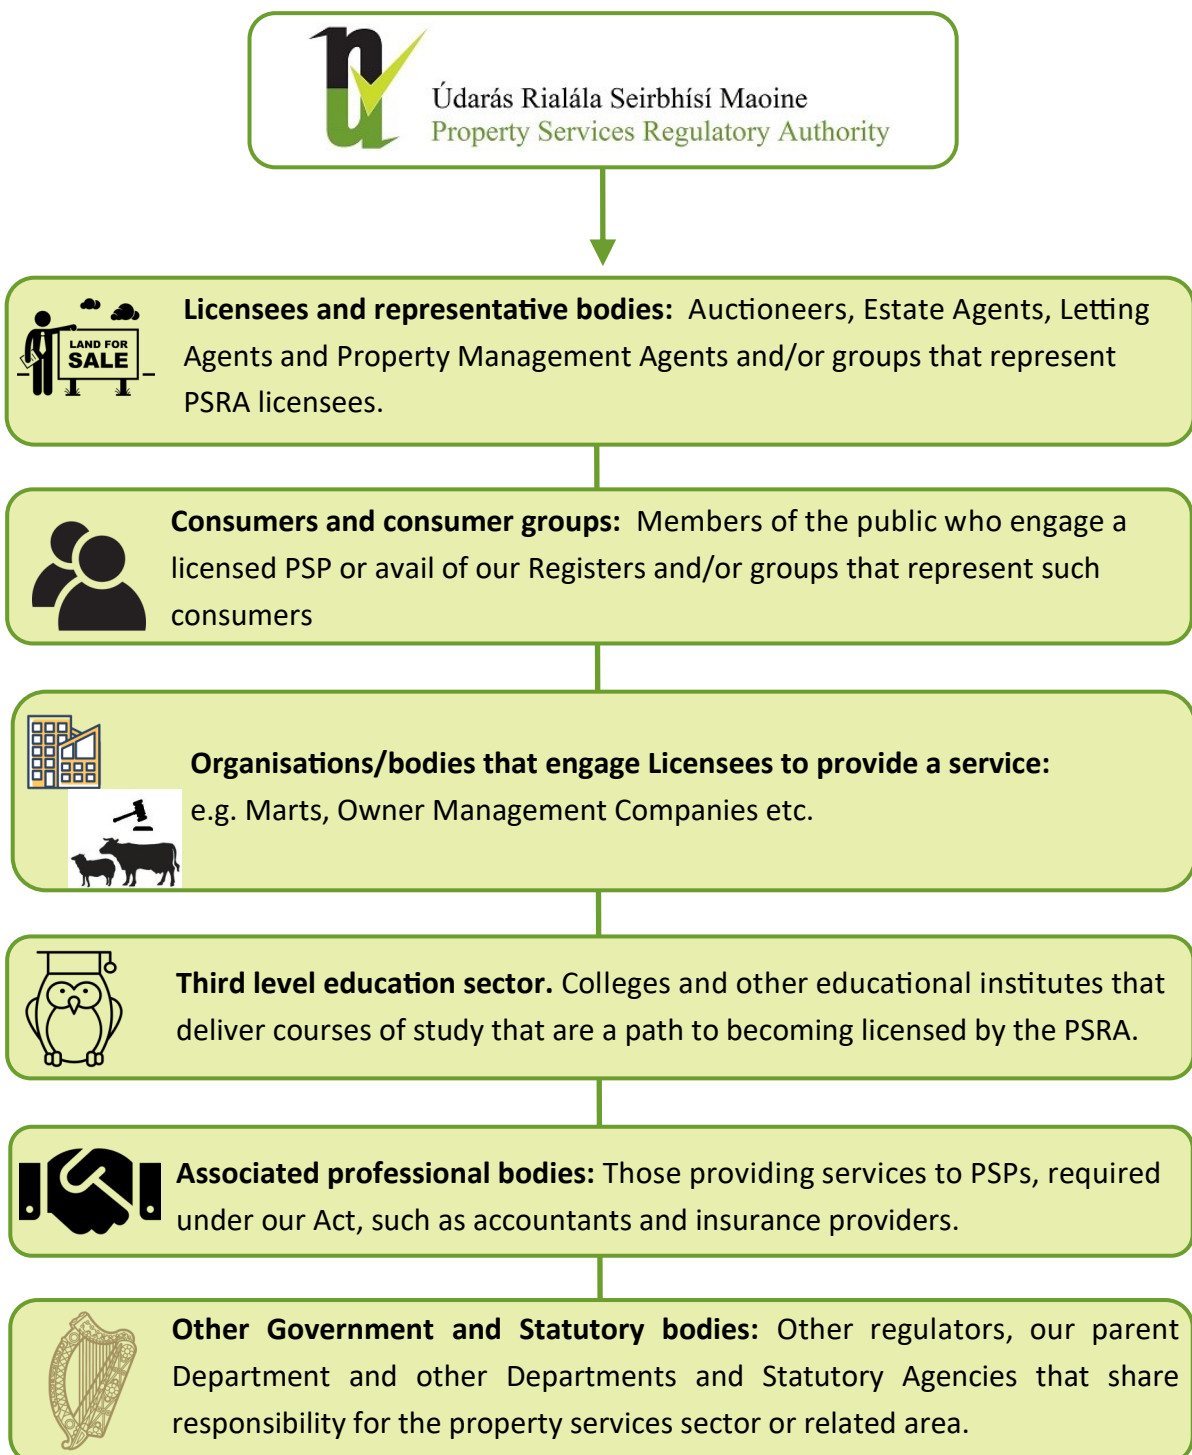 Údarás Rialála Seirbhísí Maoine
Property Services Regulatory Authority
LAND FOR
SALE
Licensees and representative bodies: Auctioneers, Estate Agents, Letting
Agents and Property Management Agents and/or groups that represent
PSRA licensees.
Consumers and consumer groups: Members of the public who engage a
licensed PSP or avail of our Registers and/or groups that represent such
consumers
Organisations/bodies that engage Licensees to provide a service:
e.g. Marts, Owner Management Companies etc.
Third level education sector. Colleges and other educational institutes that
deliver courses of study that are a path to becoming licensed by the PSRA.
Associated professional bodies: Those providing services to PSPs, required
under our Act, such as accountants and insurance providers.
Other Government and Statutory bodies: Other regulators, our parent
Department and other Departments and Statutory Agencies that share
responsibility for the property services sector or related area.